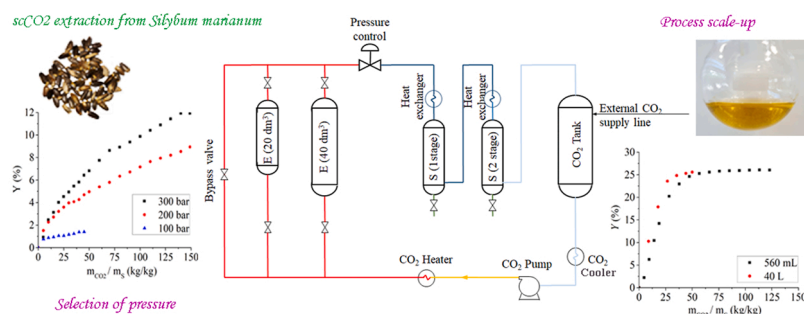 scCO2 extraction from Silybum marianum
Pressure
control
Process scale-up
Y (%)
12
10
8
6
4
2
0
0
25
50
75
100
125
150
300 bar
200 bar
100 bar
mCO2 / mS (kg/kg)
Selection of pressure
Bypass valve
E (20 dm³)
E (40 dm³)
Heat
exchanger
S (1stage)
Heat
exchanger
S (2 stage)
CO2 Tank
External CO2
supply line
CO2 Heater
CO2 Pump
CO2
Cooler
Y (%)
30
25
20
15
10
5
0
0
25
50
75
100
125
150
560 mL
40 L
(kg/kg)